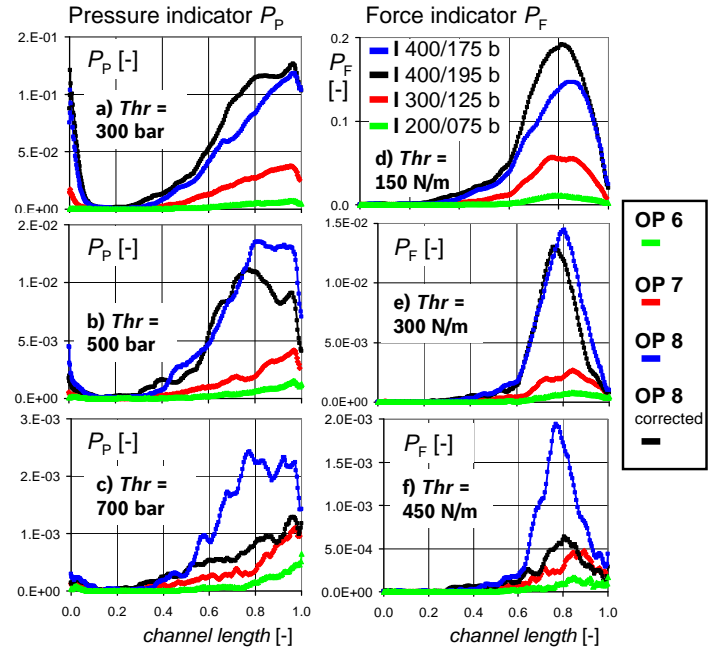 Pressure indicator P_P
Force indicator P_F
2.E-01
1.E-01
5.E-02
0.E+00
P_P [-]
a) Thr =
300 bar
0.2
0.1
0.0
P_F
[-]
I 400/175 b
I 400/195 b
I 300/125 b
I 200/075 b
d) Thr =
150 N/m
2.E-02
1.E-02
5.E-03
0.E+00
P_P [-]
b) Thr =
500 bar
1.5E-02
1.0E-02
5.0E-03
0.0E+00
P_F [-]
e) Thr =
300 N/m
3.E-03
2.E-03
1.E-03
0.E+00
P_P [-]
c) Thr =
700 bar
0.0 0.2 0.4 0.6 0.8 1.0
channel length [-]
2.0E-03
1.5E-03
1.0E-03
5.0E-04
0.0E+00
P_F [-]
f) Thr =
450 N/m
0.0 0.2 0.4 0.6 0.8 1.0
channel length [-]
OP 6
OP 7
OP 8
OP 8
corrected